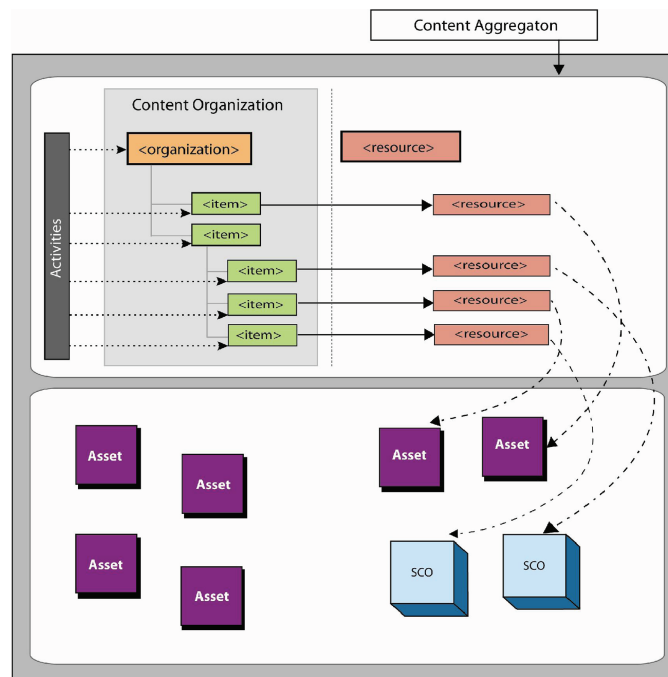 Content Aggregaton
Content Organization
<organization>
<resource>
Activities
<item>
<resource>
<item>
<item>
<resource>
<item>
<resource>
<item>
<resource>
Asset
Asset
Asset
Asset
Asset
Asset
SCO
SCO